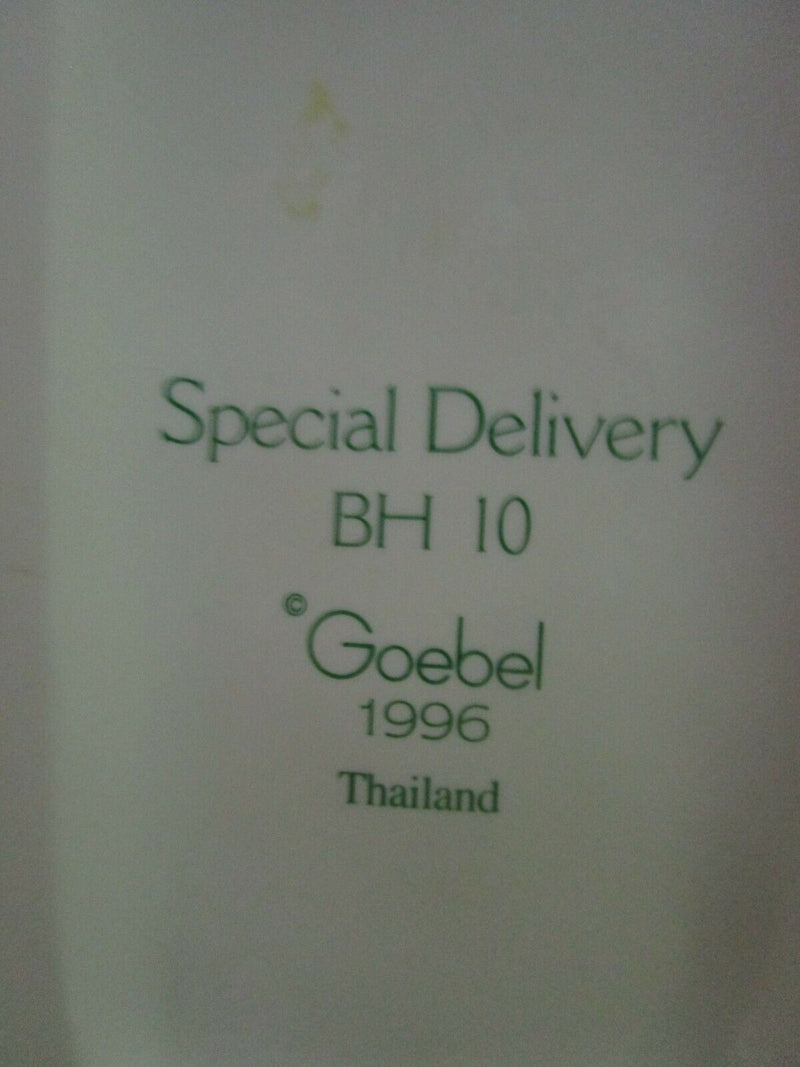 Special Delivery
BH 10
©Goebel
1996
Thailand